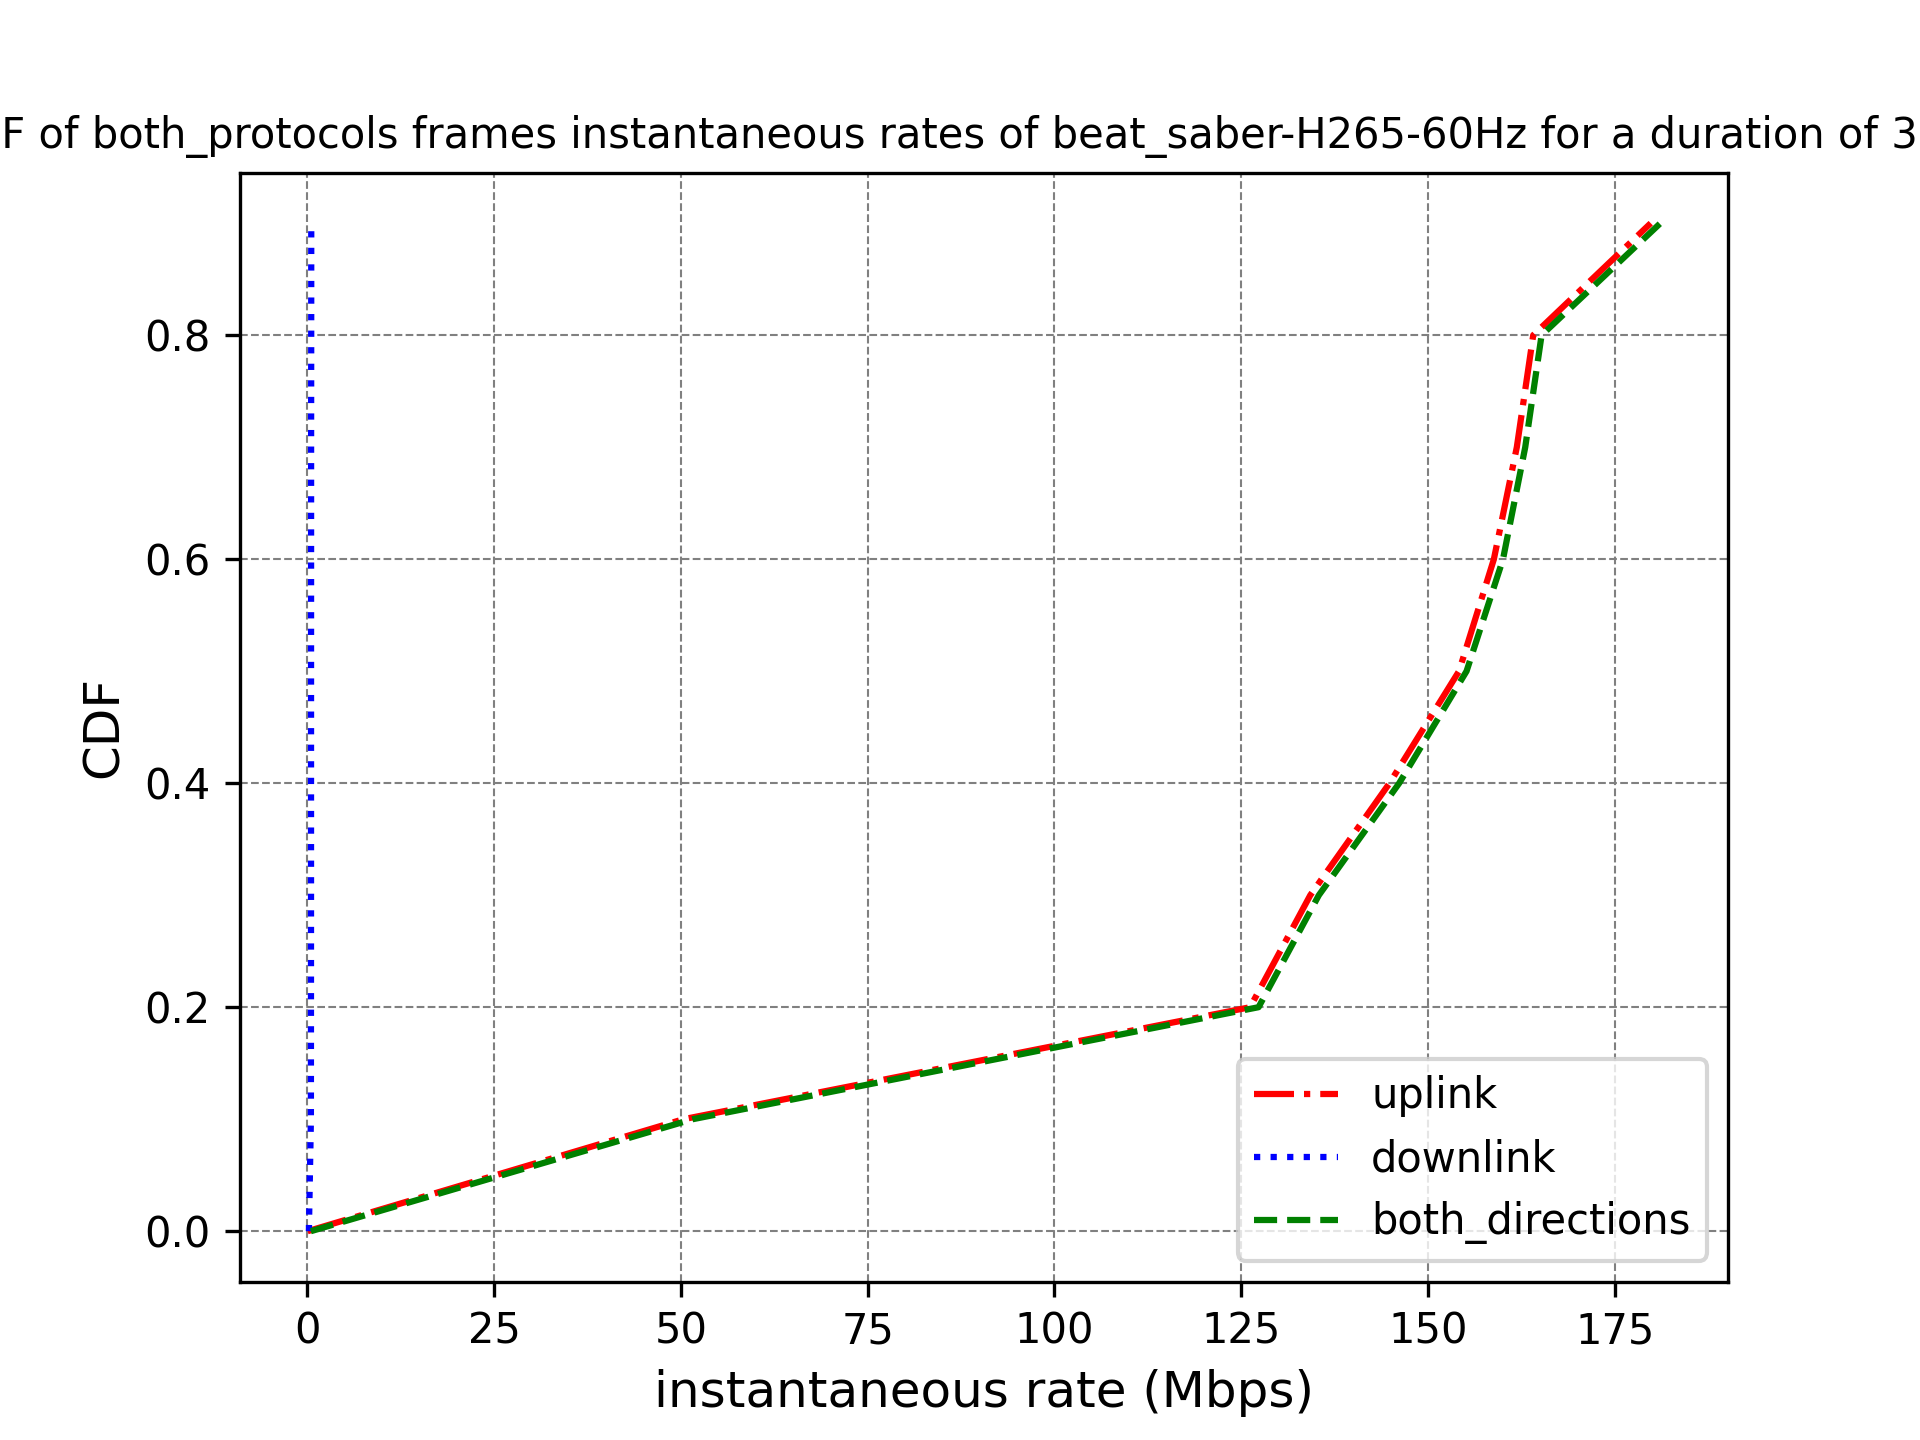 F of both_protocols frames instantaneous rates of beat_saber-H265-60Hz for a duration of 3
0.8
0.6
0.4
0.2
0.0
CDF
uplink
downlink
both_directions
0 25 50 75 100 125 150 175
instantaneous rate (Mbps)